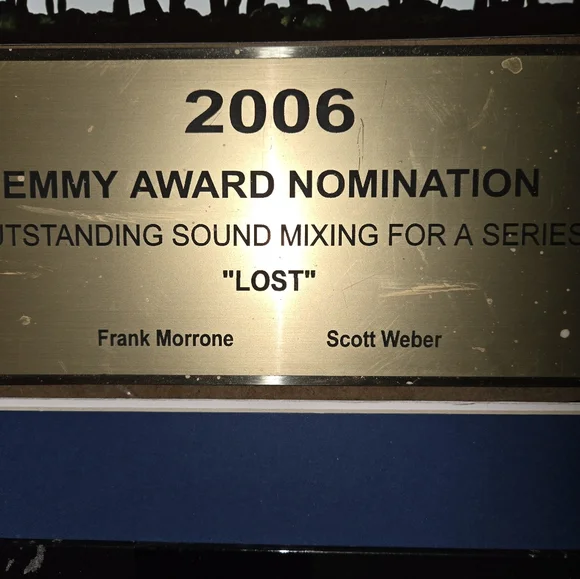 2006
EMMY AWARD NOMINATION
UTSTANDING SOUND MIXING FOR A SERIES
"LOST"
Frank Morrone Scott Weber